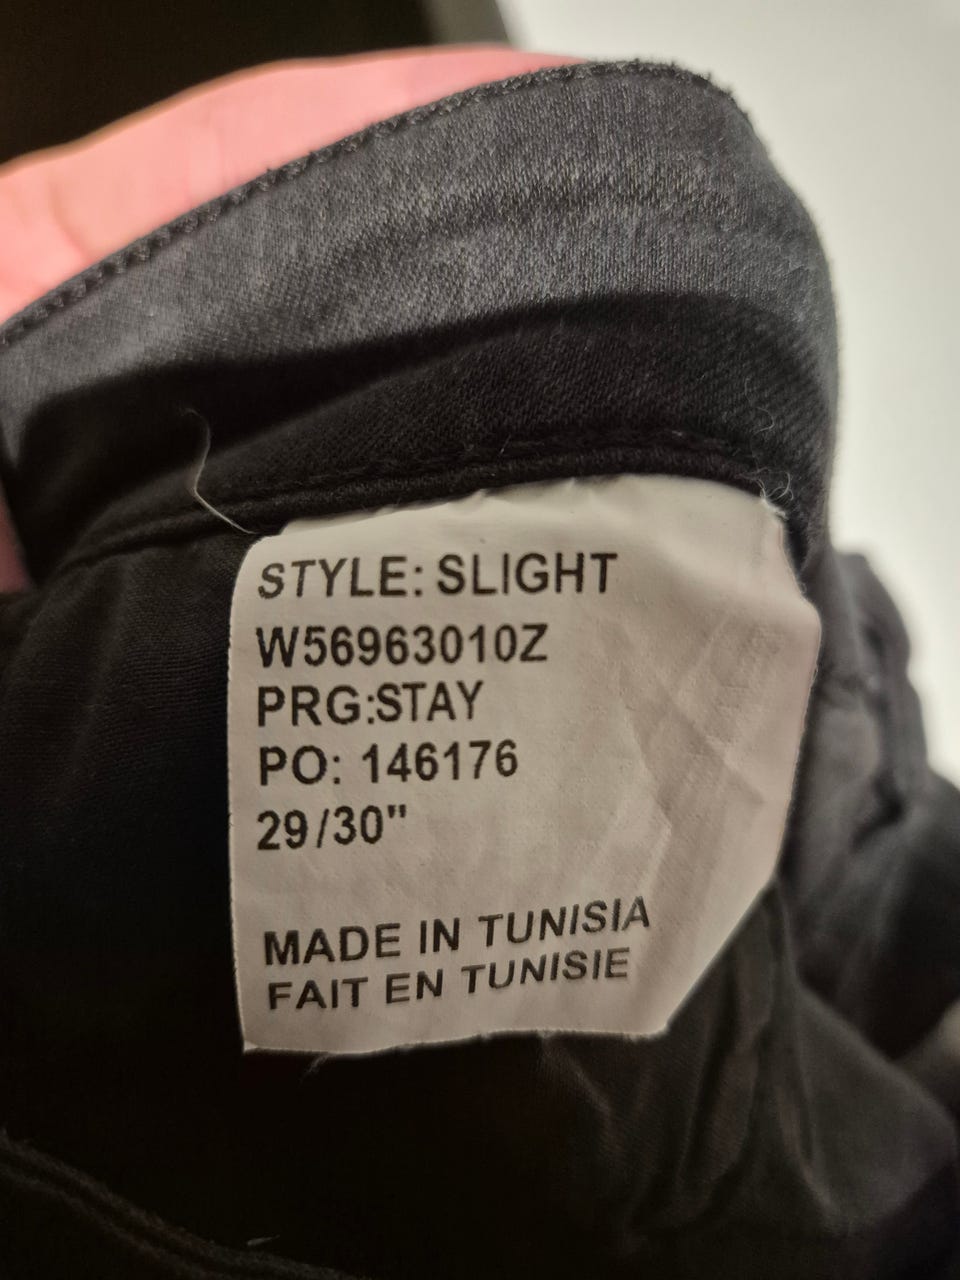 STYLE: SLIGHT
W56963010Z
PRG:STAY
PO: 146176
29/30"
MADE IN TUNISIA
FAIT EN TUNISIE